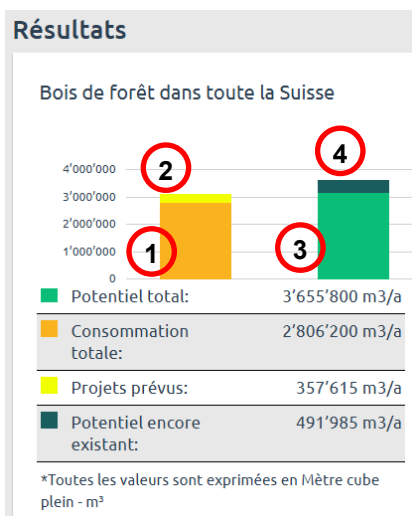 Résultats
Bois de forêt dans toute la Suisse
4
2
4'000'000
3'000'000
2'000'000
1 3
1'000'000
0
Potentiel total: 3'655'800 m3/a
Consommation 2'806'200 m3/a
totale:
Projets prévus: 357'615 m3/a
Potentiel encore 491'985 m3/a
existant:
*Toutes les valeurs sont exprimées en Mètre cube
plein - m³